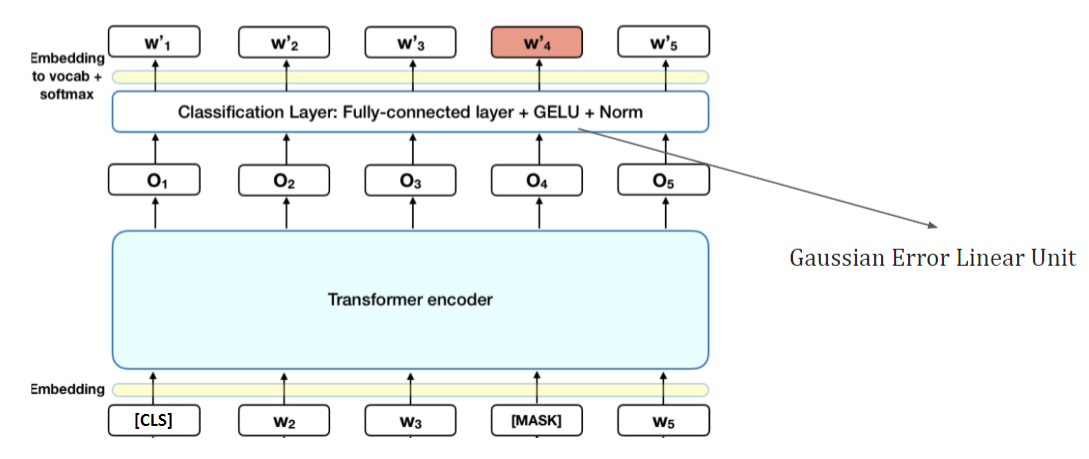 w'1 w'2 w'3 w'4 w'5
Embedding
to vocab +
softmax
Classification Layer: Fully-connected layer + GELU + Norm
O1 O2 O3 O4 O5
Gaussian Error Linear Unit
Transformer encoder
Embedding
[CLS] W2 W3 [MASK] W5